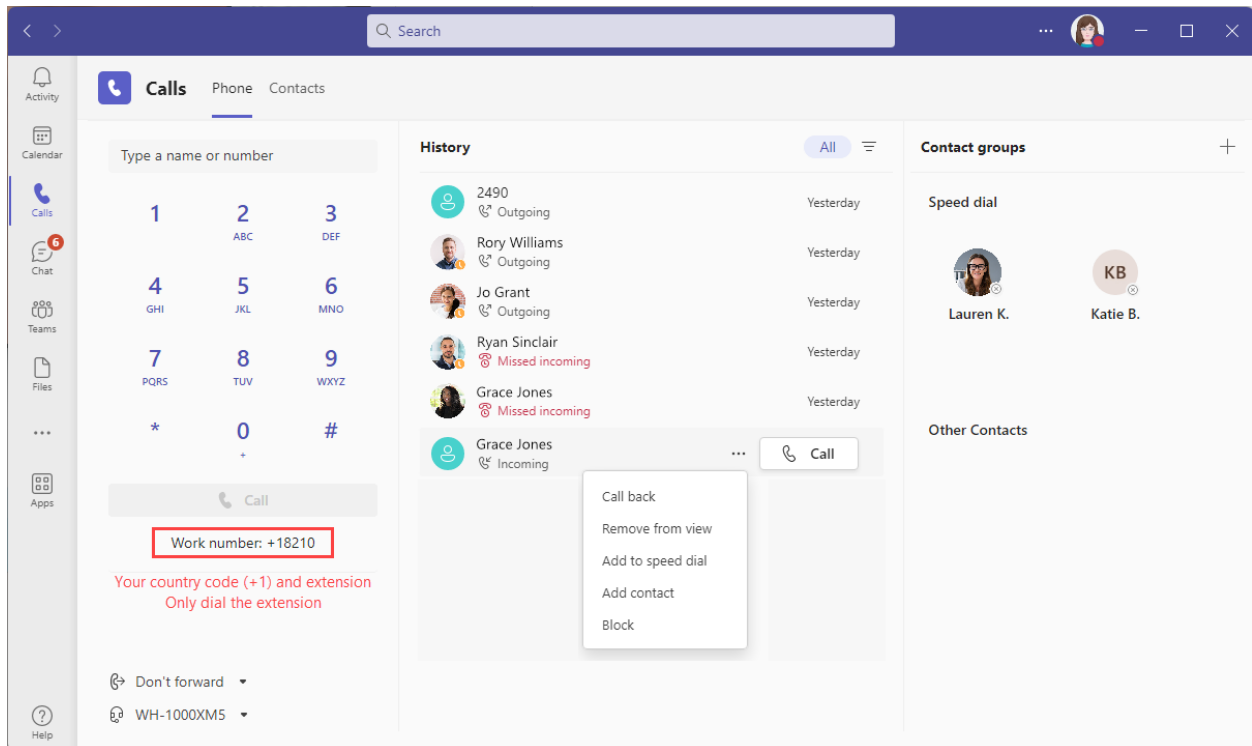 Search
Activity
Calendar
Calls
6
Chat
Teams
Files
Apps
Help
Calls
Phone
Contacts
Type a name or number
1
2
3
ABC
DEF
4
5
6
GHI
JKL
MNO
7
8
9
PQRS
TUV
WXYZ
*
0
#
+
Call
Work number: +18210
Your country code (+1) and extension
Only dial the extension
Don't forward
WH-1000XM5
History
All
2490
Outgoing
Yesterday
Rory Williams
Outgoing
Yesterday
Jo Grant
Outgoing
Yesterday
Ryan Sinclair
Missed incoming
Yesterday
Grace Jones
Missed incoming
Yesterday
Grace Jones
Incoming
Call
Call back
Remove from view
Add to speed dial
Add contact
Block
Contact groups
Speed dial
KB
Lauren K.
Katie B.
Other Contacts